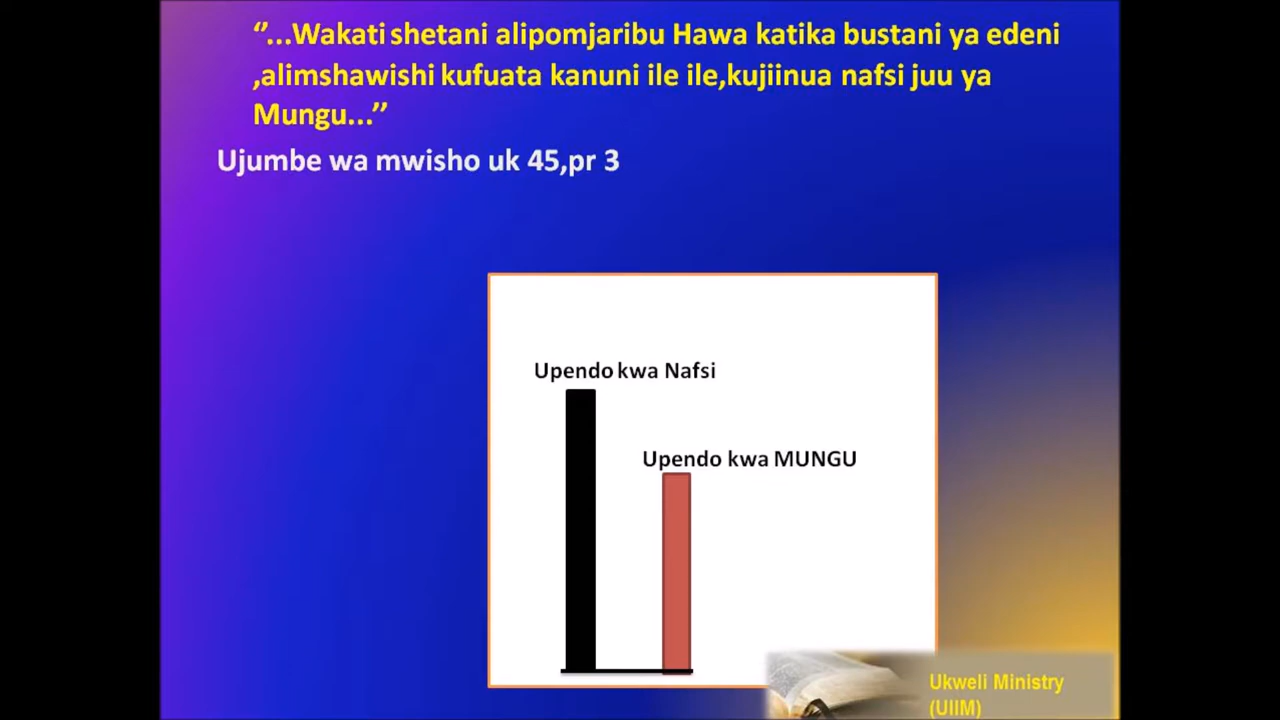 “...Wakati shetani alipomjaribu Hawa katika bustani ya edeni
,alimshawishi kufuata kanuni ile ile,kujiinua nafsi juu ya
Mungu...”
Ujumbe wa mwisho uk 45,pr 3
Upendo kwa Nafsi
Upendo kwa MUNGU
Ukweli Ministry
(UIIM)